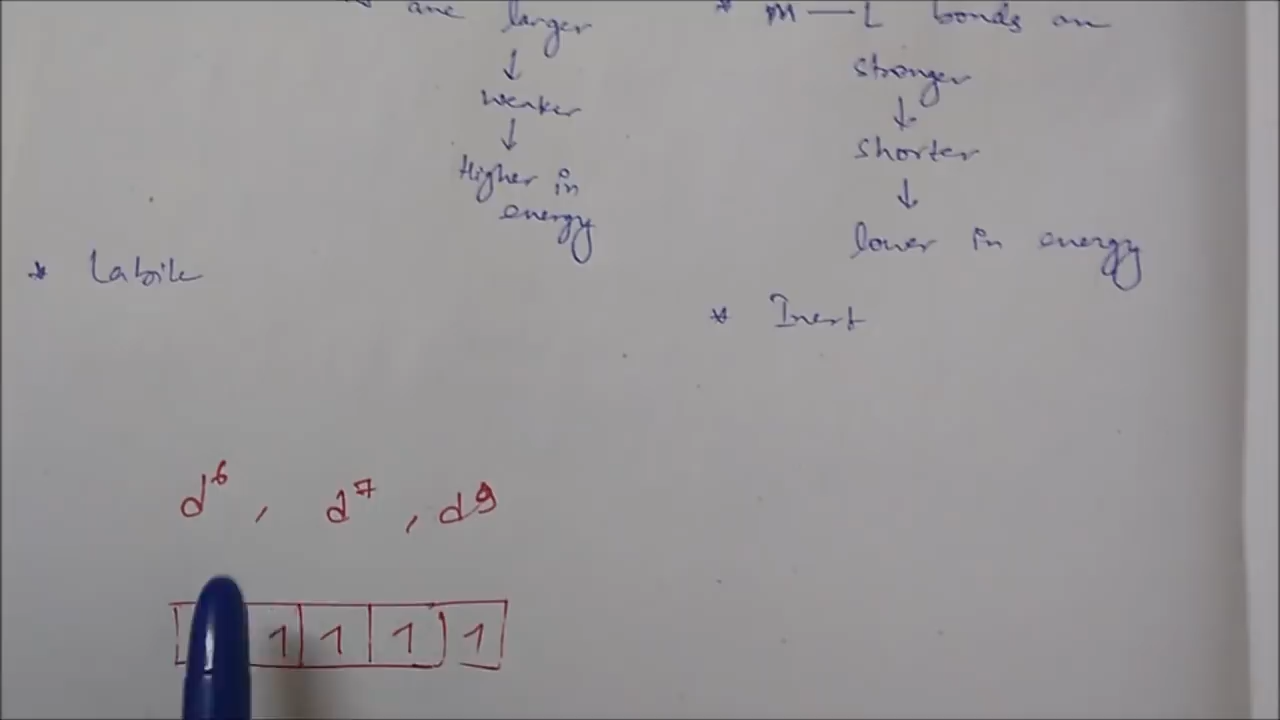 are larger
↓
weaker
↓
Higher in
energy
* Labile
* M — L bonds are
stronger
↓
shorter
↓
lower in energy
* Inert
d⁶, d⁷, d⁹
1 1 1 1